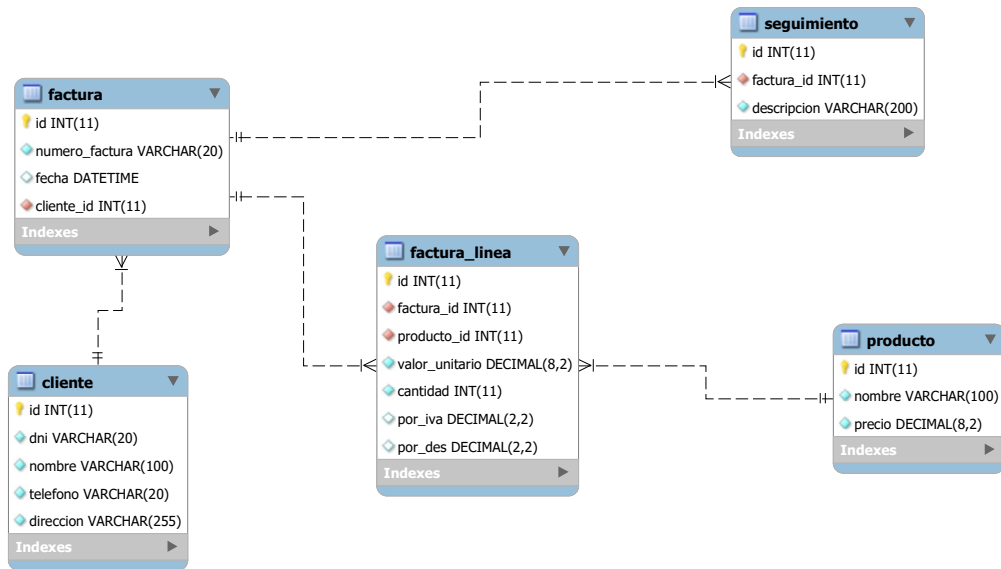 seguimiento
id INT(11)
factura_id INT(11)
descripcion VARCHAR(200)
Indexes
factura
id INT(11)
numero_factura VARCHAR(20)
fecha DATETIME
cliente_id INT(11)
Indexes
factura_linea
id INT(11)
factura_id INT(11)
producto_id INT(11)
valor_unitario DECIMAL(8,2)
cantidad INT(11)
por_iva DECIMAL(2,2)
por_des DECIMAL(2,2)
Indexes
producto
id INT(11)
nombre VARCHAR(100)
precio DECIMAL(8,2)
Indexes
cliente
id INT(11)
dni VARCHAR(20)
nombre VARCHAR(100)
telefono VARCHAR(20)
direccion VARCHAR(255)
Indexes